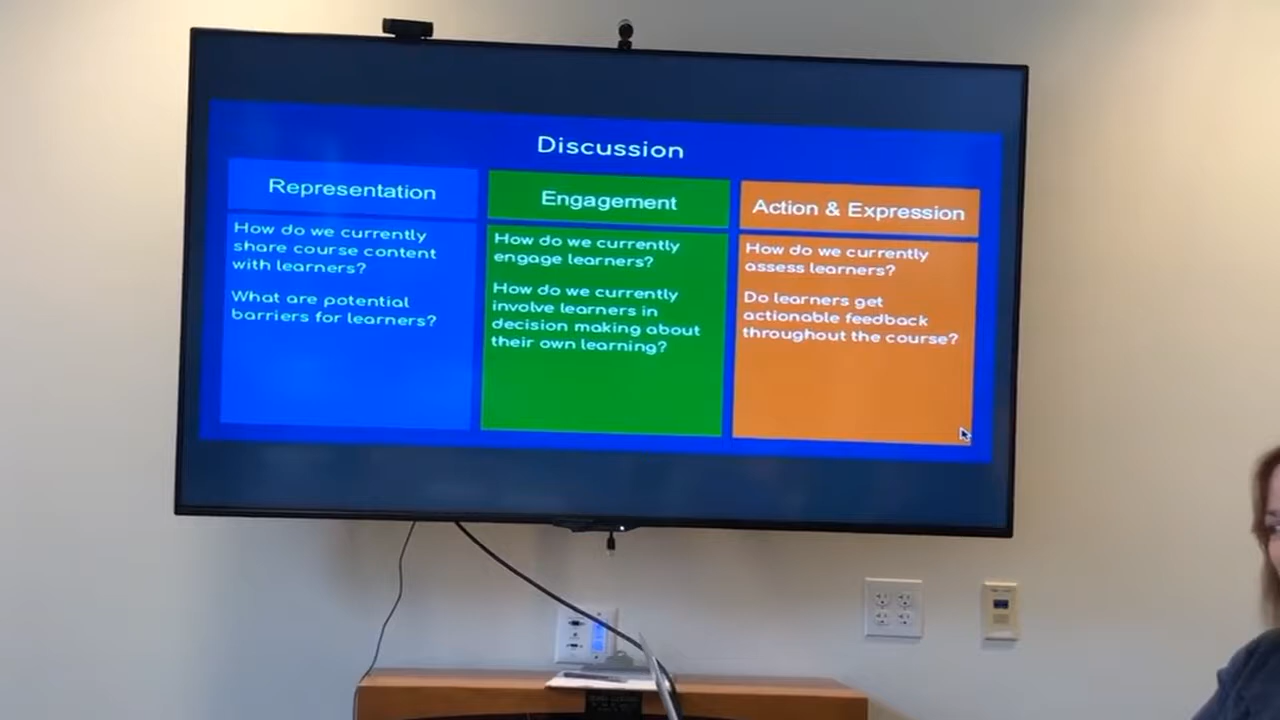 Discussion
Representation
How do we currently
share course content
with learners?
What are potential
barriers for learners?
Engagement
How do we currently
engage learners?
How do we currently
involve learners in
decision making about
their own learning?
Action & Expression
How do we currently
assess learners?
Do learners get
actionable feedback
throughout the course?